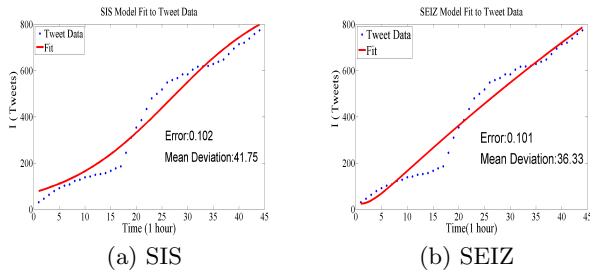 SIS Model Fit to Tweet Data
800
600
400
200
0
I ( Tweets)
Tweet Data
Fit
Error:0.102
Mean Deviation:41.75
0 5 10 15 20 25 30 35 40 45
Time (1 hour)
(a) SIS
SEIZ Model Fit to Tweet Data
800
600
400
200
0
I ( Tweets)
Tweet Data
Fit
Error:0.101
Mean Deviation:36.33
0 5 10 15 20 25 30 35 40 45
Time(1 hour)
(b) SEIZ